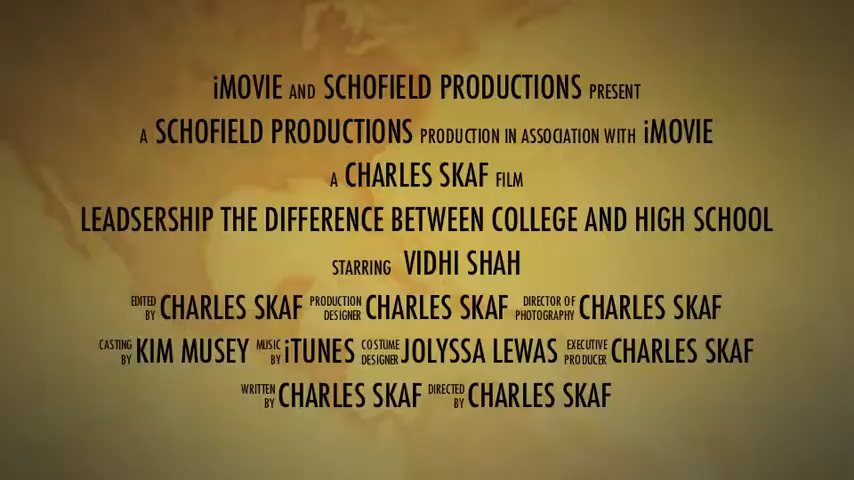 iMOVIE AND SCHOFIELD PRODUCTIONS PRESENT
A SCHOFIELD PRODUCTIONS PRODUCTION IN ASSOCIATION WITH iMOVIE
A CHARLES SKAF FILM
LEADSERSHIP THE DIFFERENCE BETWEEN COLLEGE AND HIGH SCHOOL
STARRING VIDHI SHAH
EDITED BY CHARLES SKAF PRODUCTION DESIGNER CHARLES SKAF DIRECTOR OF PHOTOGRAPHY CHARLES SKAF
CASTING BY KIM MUSEY MUSIC BY iTUNES COSTUME DESIGNER JOLYSSA LEWAS EXECUTIVE PRODUCER CHARLES SKAF
WRITTEN BY CHARLES SKAF DIRECTED BY CHARLES SKAF